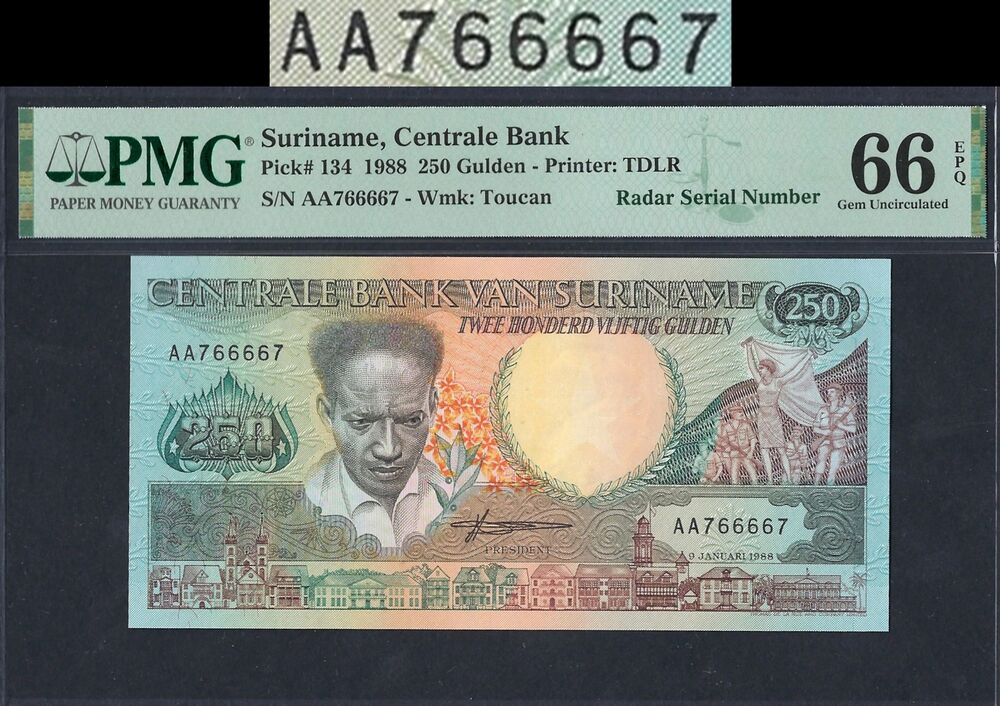 AA766667
PMG®
PAPER MONEY GUARANTY
Suriname, Centrale Bank
Pick# 134 1988 250 Gulden - Printer: TDLR
S/N AA766667 - Wmk: Toucan
Radar Serial Number
66 EPQ
Gem Uncirculated
CENTRALE BANK VAN SURINAME
250
TWEE HONDERD VIJFTIG GULDEN
AA766667
250
AA766667
PRESIDENT
9 JANUARI 1988